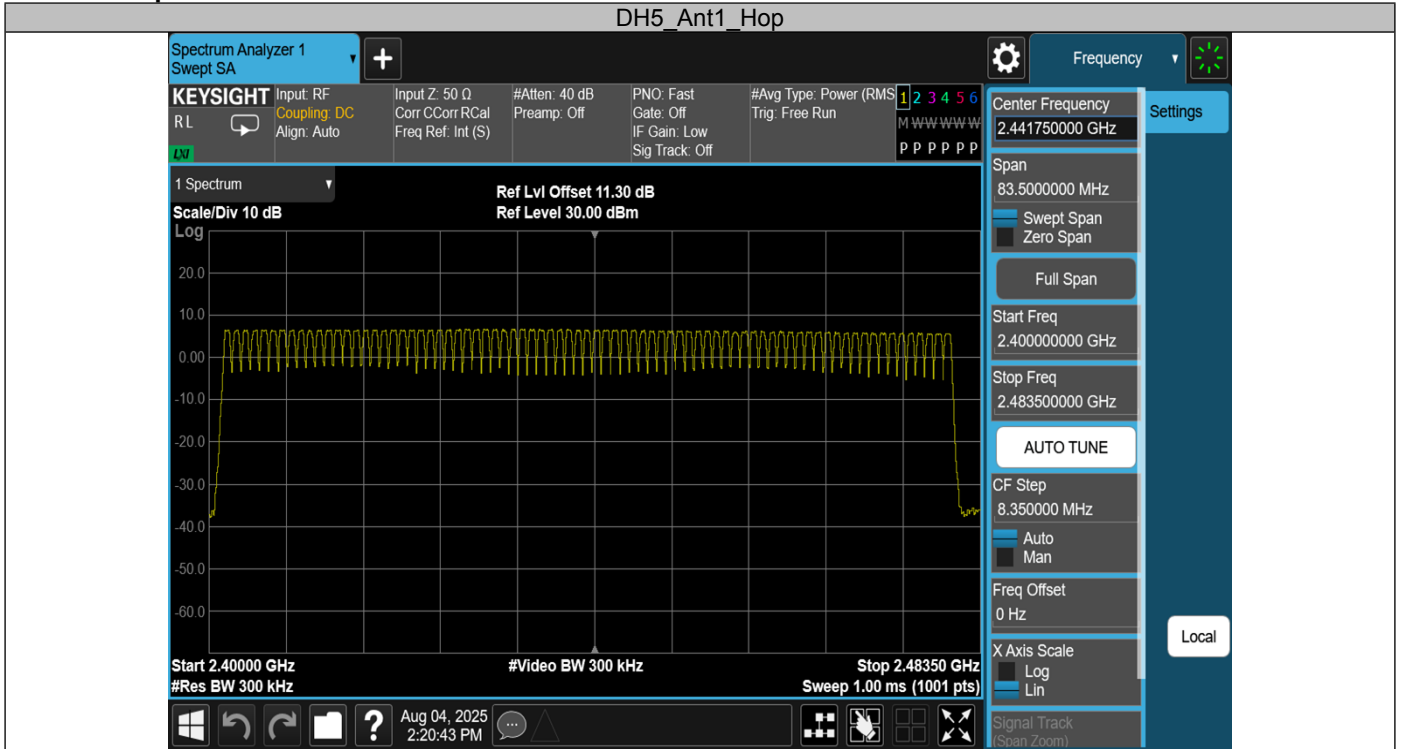 DH5_Ant1_Hop
Spectrum Analyzer 1
Swept SA
Frequency
KEYSIGHT
RL
LXI
Input: RF
Coupling: DC
Align: Auto
Input Z: 50 Ω
Corr CCorr RCal
Freq Ref: Int (S)
#Atten: 40 dB
Preamp: Off
PNO: Fast
Gate: Off
IF Gain: Low
Sig Track: Off
#Avg Type: Power (RMS
Trig: Free Run
1 2 3 4 5 6
M W W W W W
P P P P P P
1 Spectrum
Scale/Div 10 dB
Ref Lvl Offset 11.30 dB
Ref Level 30.00 dBm
Log
20.0
10.0
0.00
-10.0
-20.0
-30.0
-40.0
-50.0
-60.0
Start 2.40000 GHz
#Video BW 300 kHz
Stop 2.48350 GHz
#Res BW 300 kHz
Sweep 1.00 ms (1001 pts)
Aug 04, 2025
2:20:43 PM
Center Frequency
2.441750000 GHz
Settings
Span
83.5000000 MHz
Swept Span
Zero Span
Full Span
Start Freq
2.400000000 GHz
Stop Freq
2.483500000 GHz
AUTO TUNE
CF Step
8.350000 MHz
Auto
Man
Freq Offset
0 Hz
Local
X Axis Scale
Log
Lin
Signal Track
(Span Zoom)